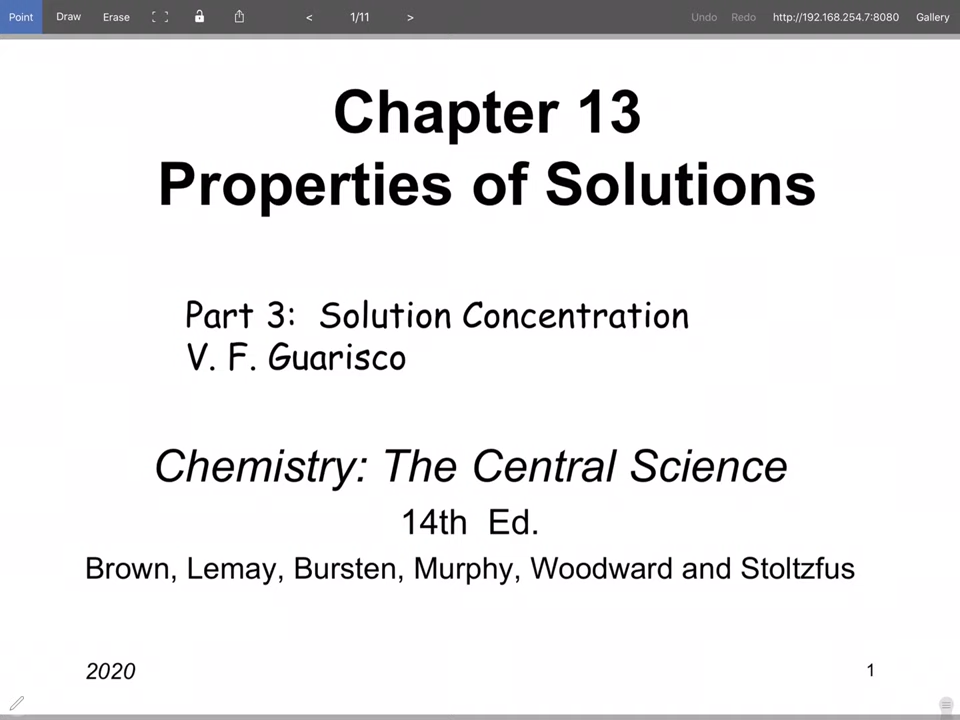 Point Draw Erase < 1/11 > Undo Redo http://192.168.254.7:8080 Gallery
Chapter 13
Properties of Solutions
Part 3: Solution Concentration
V. F. Guarisco
Chemistry: The Central Science
14th Ed.
Brown, Lemay, Bursten, Murphy, Woodward and Stoltzfus
2020 1